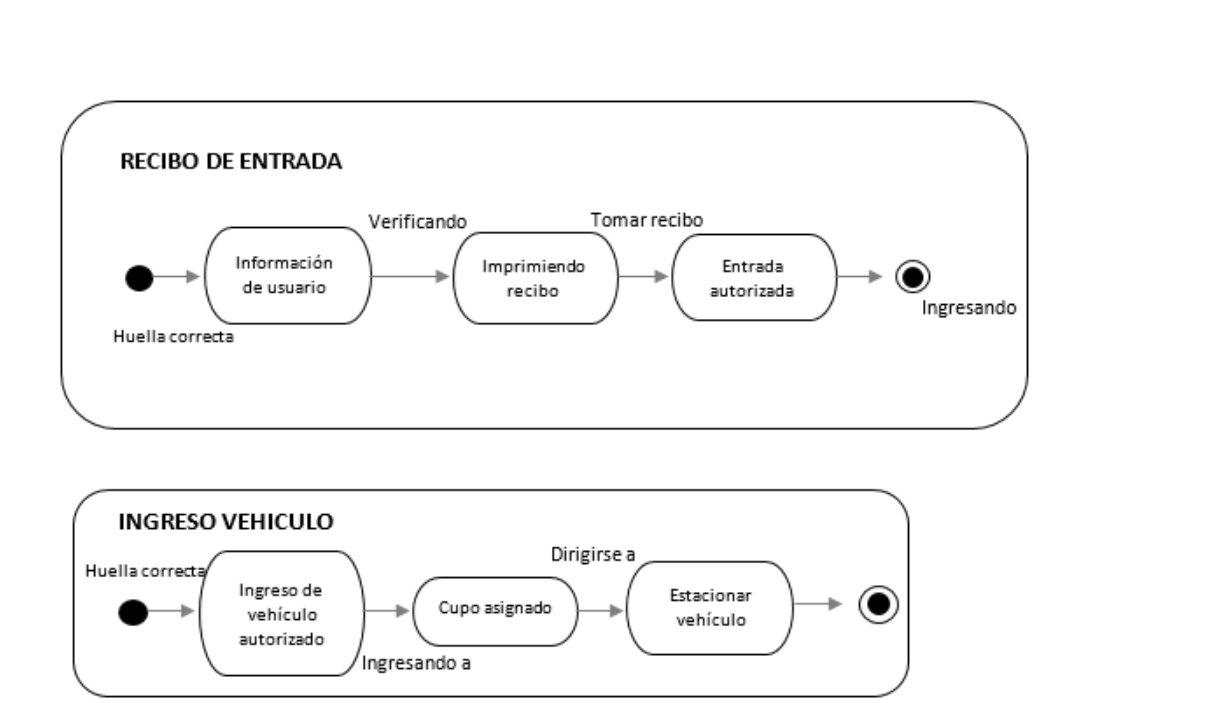 RECIBO DE ENTRADA
Verificando
Tomar recibo
Información
de usuario
Imprimiendo
recibo
Entrada
autorizada
Ingresando
Huella correcta
INGRESO VEHICULO
Huella correcta
Dirigirse a
Ingreso de
vehículo
autorizado
Cupo asignado
Estacionar
vehículo
Ingresando a